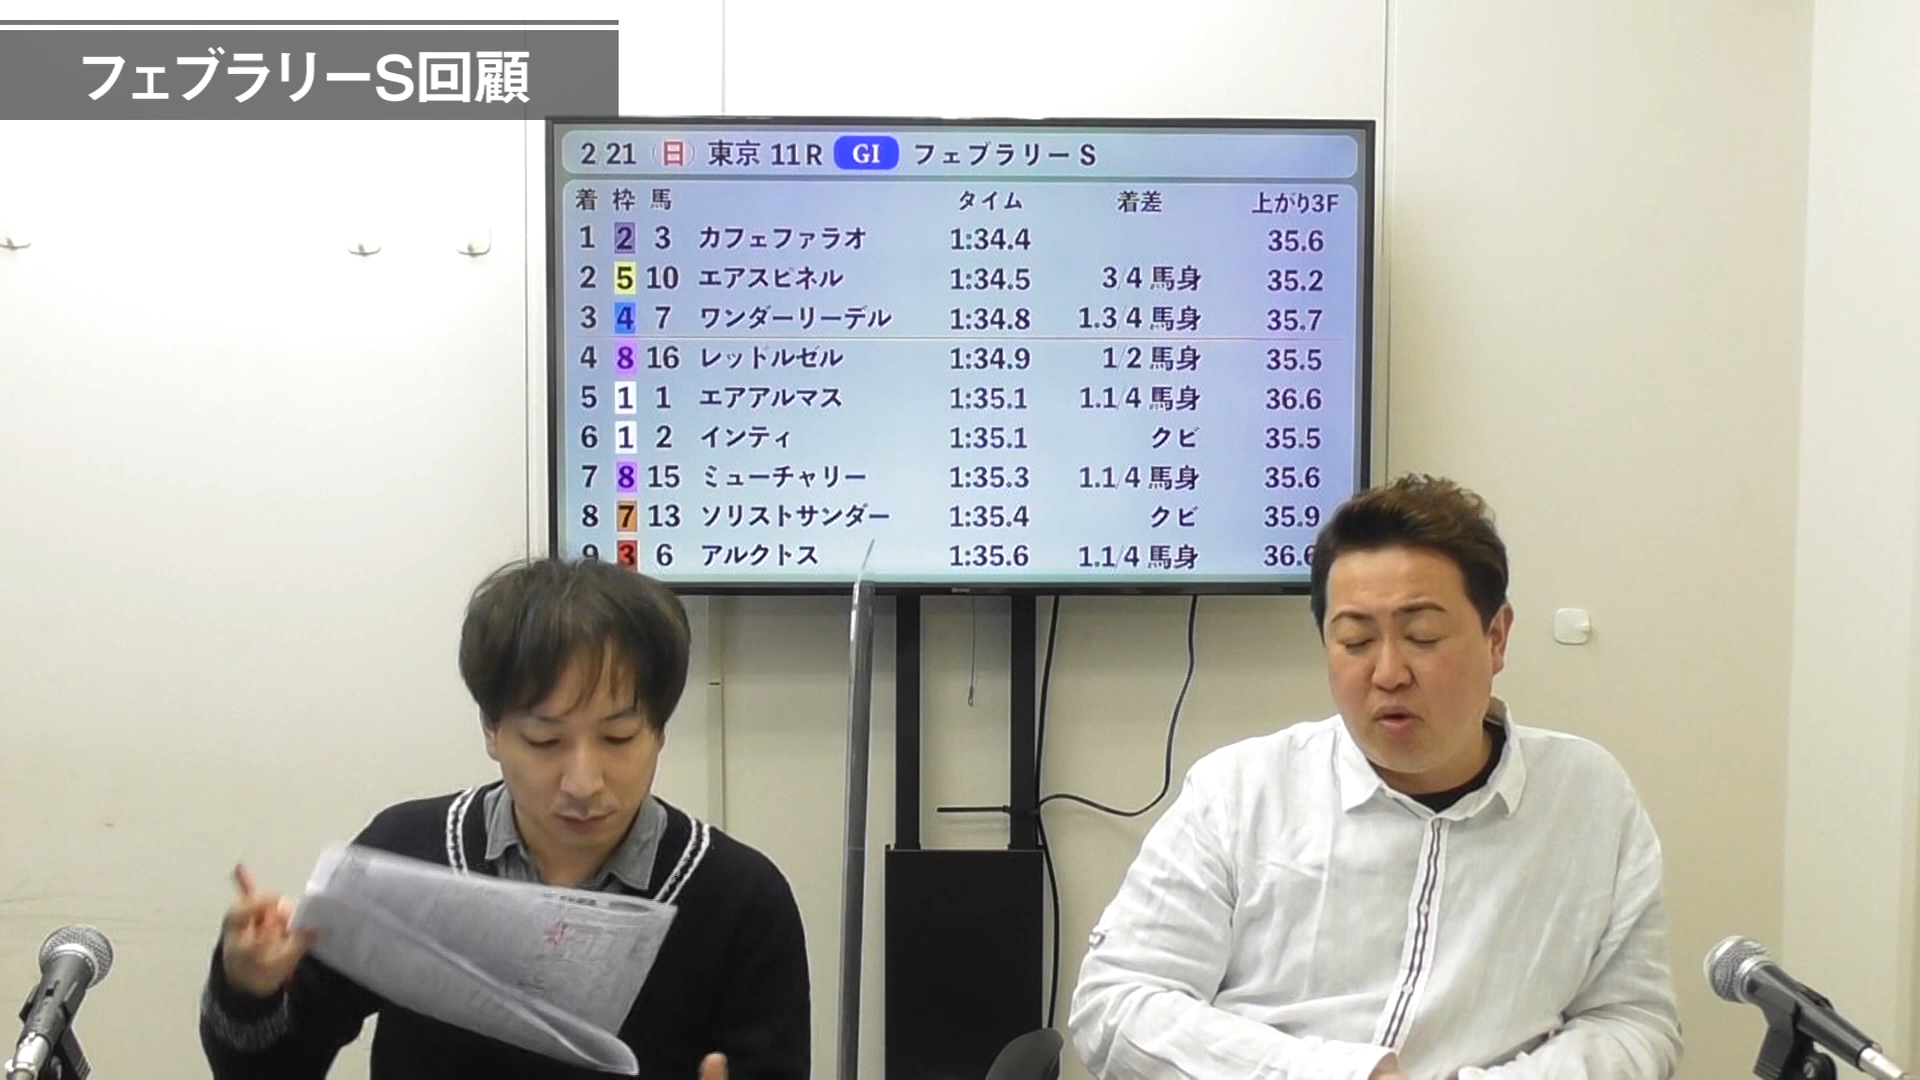 フェブラリーS回顧
2/21 (日) 東京 11R GI フェブラリーS
着 枠 馬 タイム 着差 上がり3F
1 2 3 カフェファラオ 1:34.4 35.6
2 5 10 エアスピネル 1:34.5 3/4 馬身 35.2
3 4 7 ワンダーリーデル 1:34.8 1.3/4 馬身 35.7
4 8 16 レッドルゼル 1:34.9 1/2 馬身 35.5
5 1 1 エアアルマス 1:35.1 1.1/4 馬身 36.6
6 1 2 インティ 1:35.1 クビ 35.5
7 8 15 ミューチャリー 1:35.3 1.1/4 馬身 35.6
8 7 13 ソリストサンダー 1:35.4 クビ 35.9
9 3 6 アルクトス 1:35.6 1.1/4 馬身 36.6